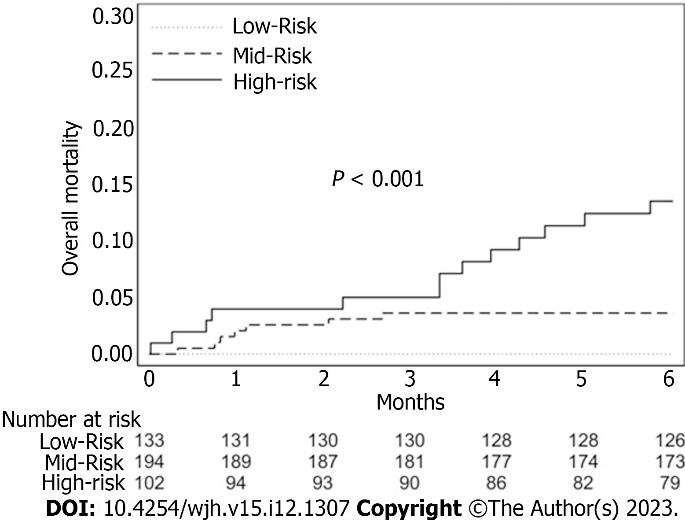 0.30
0.25
0.20
0.15
0.10
0.05
0.00
Overall mortality
Low-Risk
Mid-Risk
High-risk
P < 0.001
0 1 2 3 4 5 6
Months
Number at risk
Low-Risk 133 131 130 130 128 128 126
Mid-Risk 194 189 187 181 177 174 173
High-risk 102 94 93 90 86 82 79
DOI: 10.4254/wjh.v15.i12.1307 Copyright ©The Author(s) 2023.